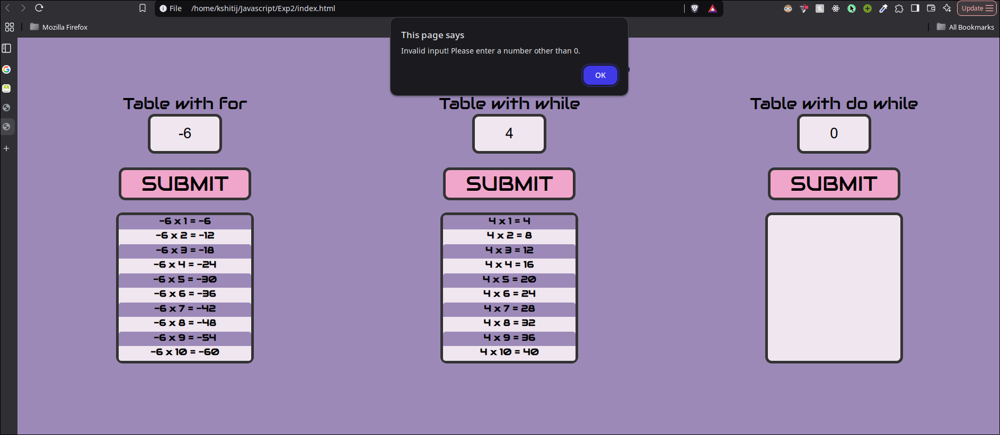 File /home/kshitij/Javascript/Exp2/index.html
Update
Mozilla Firefox
All Bookmarks
This page says
Invalid input! Please enter a number other than 0.
OK
Table with for
-6
SUBMIT
-6 x 1 = -6
-6 x 2 = -12
-6 x 3 = -18
-6 x 4 = -24
-6 x 5 = -30
-6 x 6 = -36
-6 x 7 = -42
-6 x 8 = -48
-6 x 9 = -54
-6 x 10 = -60
Table with while
4
SUBMIT
4 x 1 = 4
4 x 2 = 8
4 x 3 = 12
4 x 4 = 16
4 x 5 = 20
4 x 6 = 24
4 x 7 = 28
4 x 8 = 32
4 x 9 = 36
4 x 10 = 40
Table with do while
0
SUBMIT